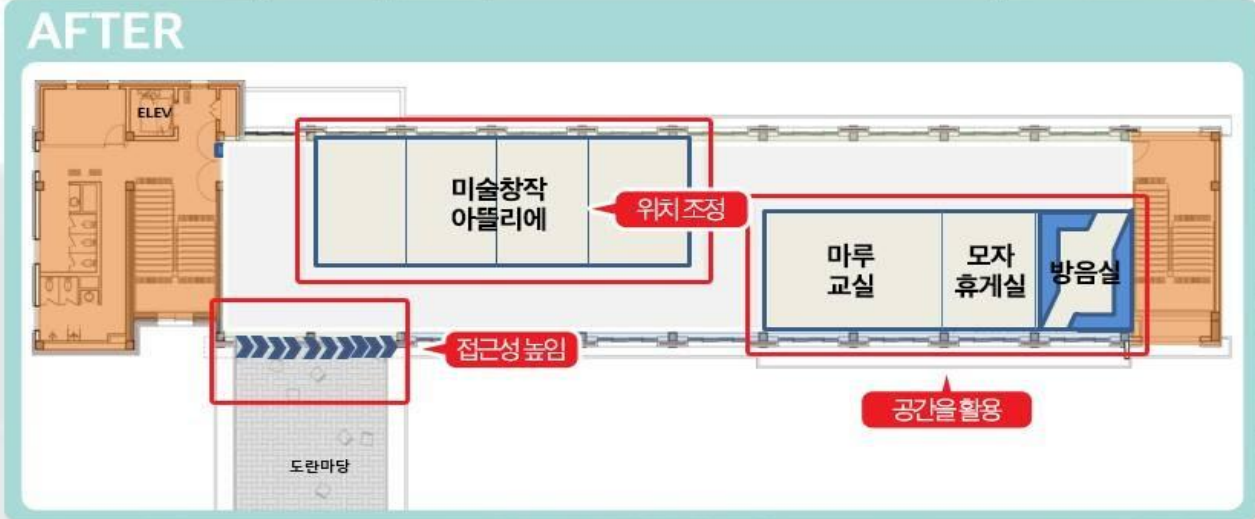 AFTER
ELEV
미술창작
아뜰리에
위치 조정
마루
교실
모자
휴게실
방음실
접근성 높임
공간을 활용
도란마당